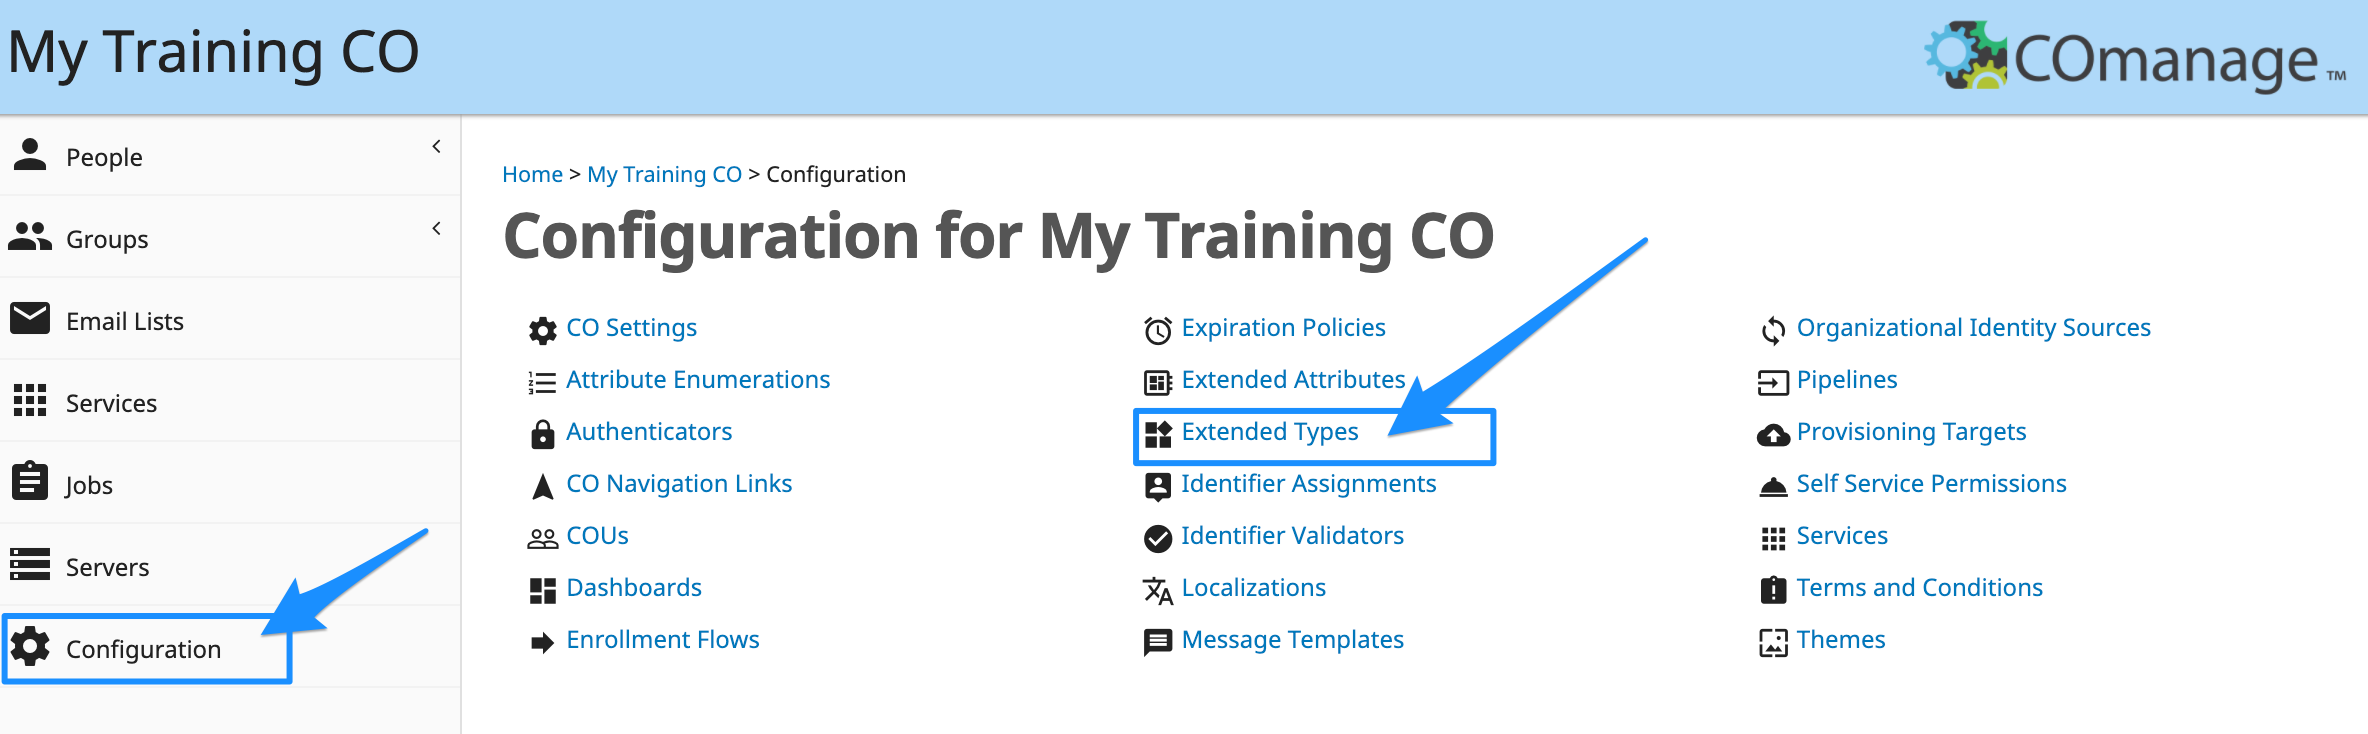 My Training CO
COmanage TM
People
Groups
Email Lists
Services
Jobs
Servers
Configuration
Home > My Training CO > Configuration
Configuration for My Training CO
CO Settings
Attribute Enumerations
Authenticators
CO Navigation Links
COUs
Dashboards
Enrollment Flows
Expiration Policies
Extended Attributes
Extended Types
Identifier Assignments
Identifier Validators
Localizations
Message Templates
Organizational Identity Sources
Pipelines
Provisioning Targets
Self Service Permissions
Services
Terms and Conditions
Themes